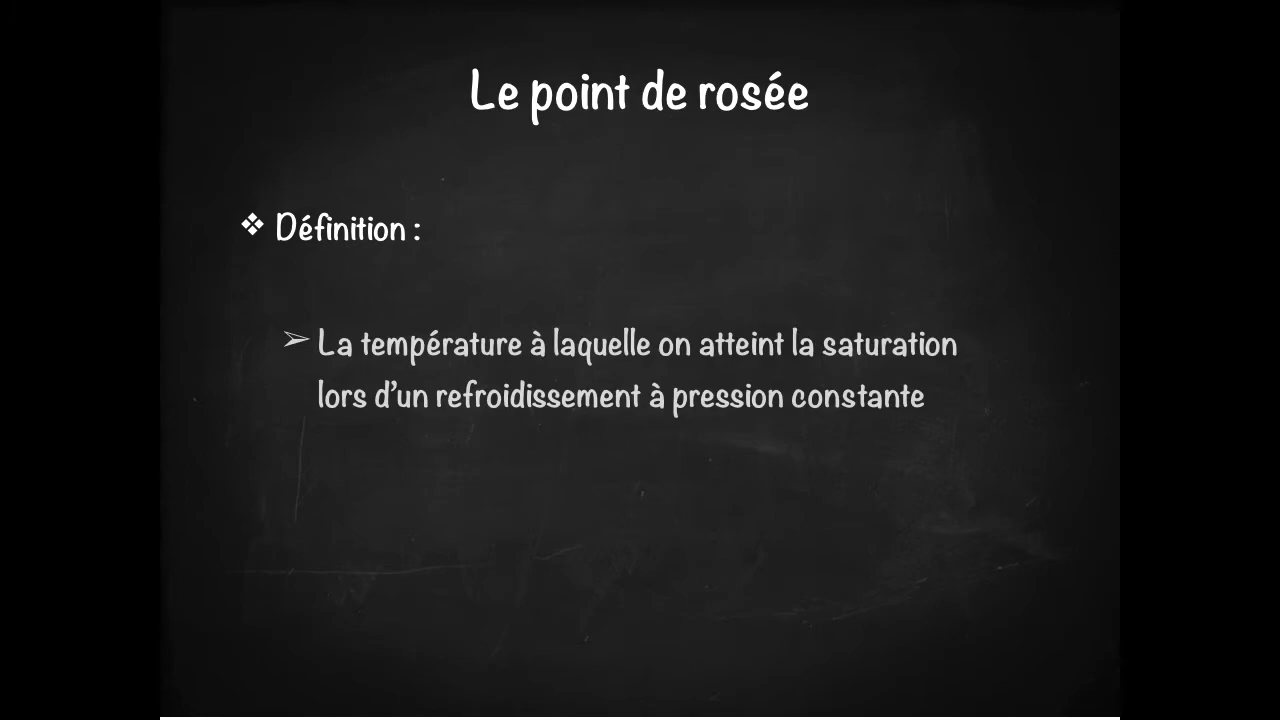 Le point de rosée
❖ Définition :
➢ La température à laquelle on atteint la saturation
lors d’un refroidissement à pression constante